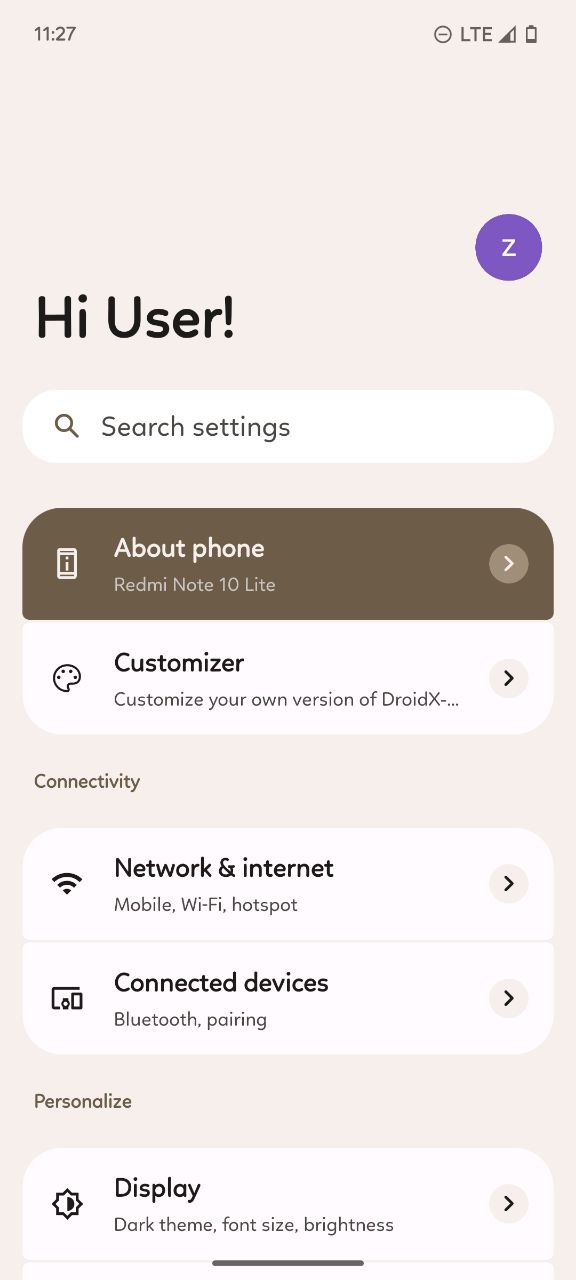 11:27
LTE
Z
Hi User!
Search settings
About phone
Redmi Note 10 Lite
Customizer
Customize your own version of DroidX-...
Connectivity
Network & internet
Mobile, Wi-Fi, hotspot
Connected devices
Bluetooth, pairing
Personalize
Display
Dark theme, font size, brightness